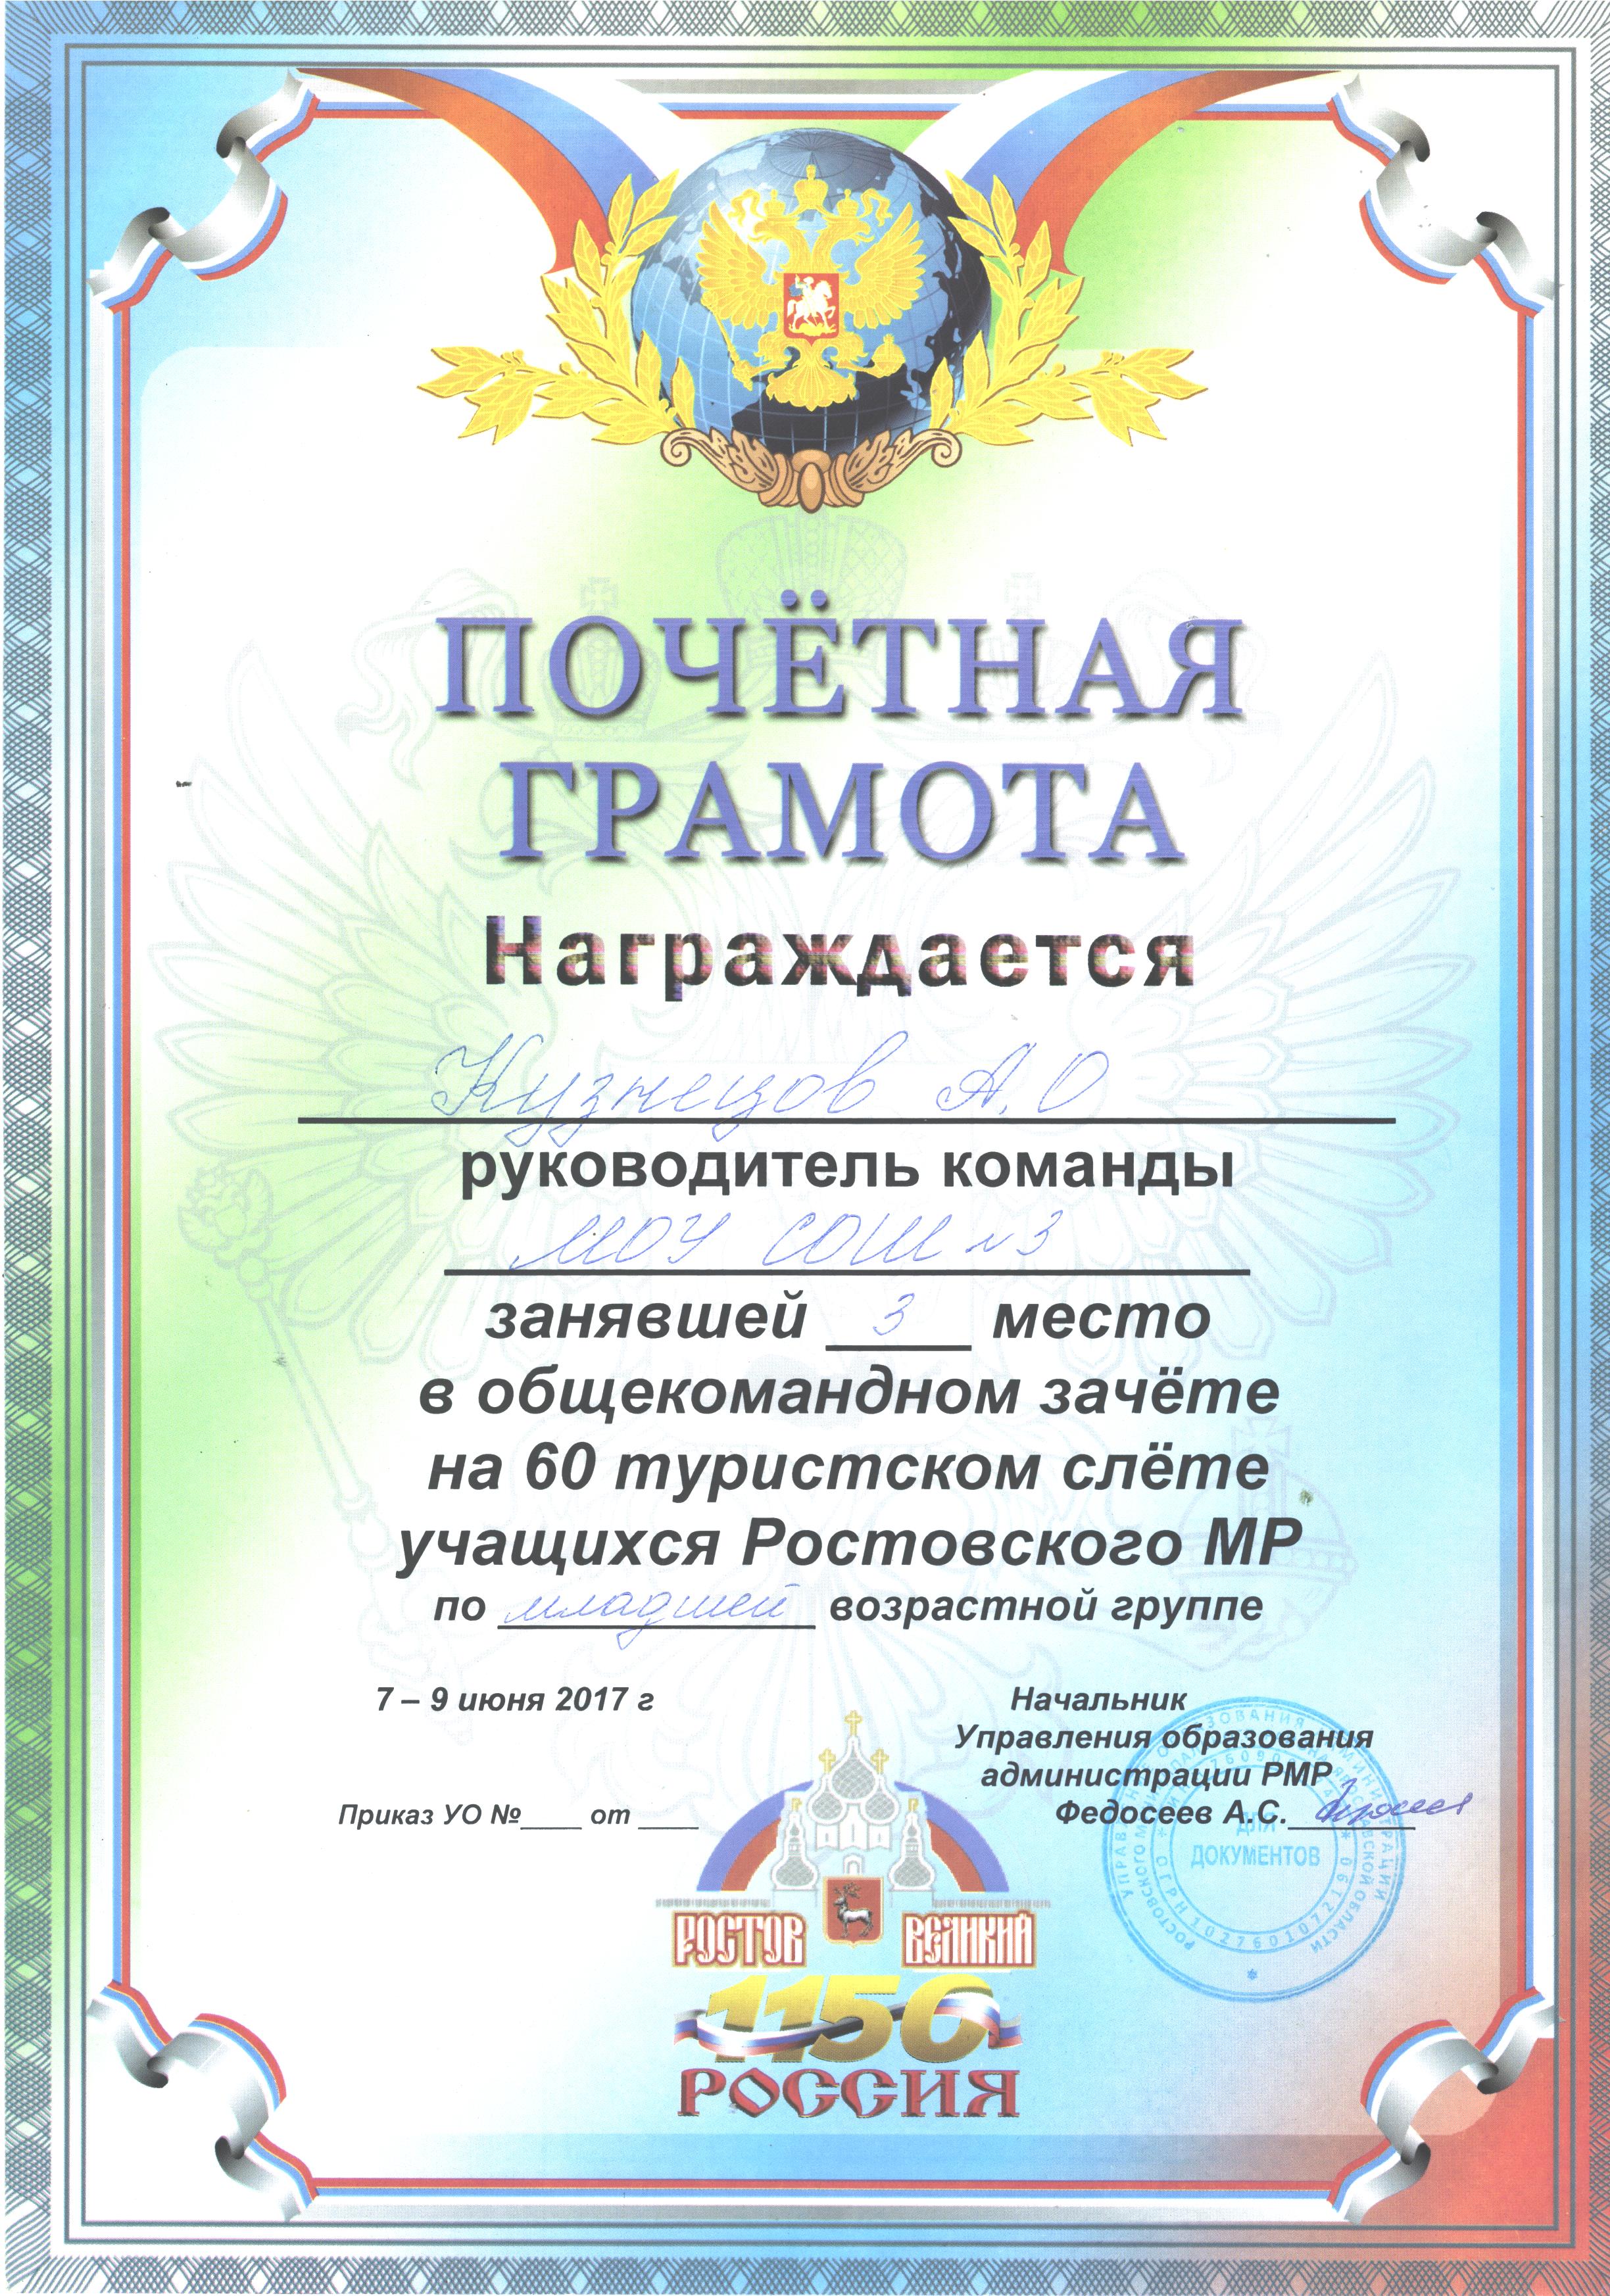 ПОЧЁТНАЯ
ГРАМОТА
Награждается
Кузнецов А.О
руководитель команды
МОУ СОШ №3
занявшей 3 место
в общекомандном зачёте
на 60 туристском слёте
учащихся Ростовского МР
по младшей возрастной группе
7 – 9 июня 2017 г
Приказ УО №____ от ____
Начальник
Управления образования
администрации РМР
Федосеев А.С.
ДЛЯ
ДОКУМЕНТОВ
РОСТОВ ВЕЛИКИЙ
1150
РОССИЯ